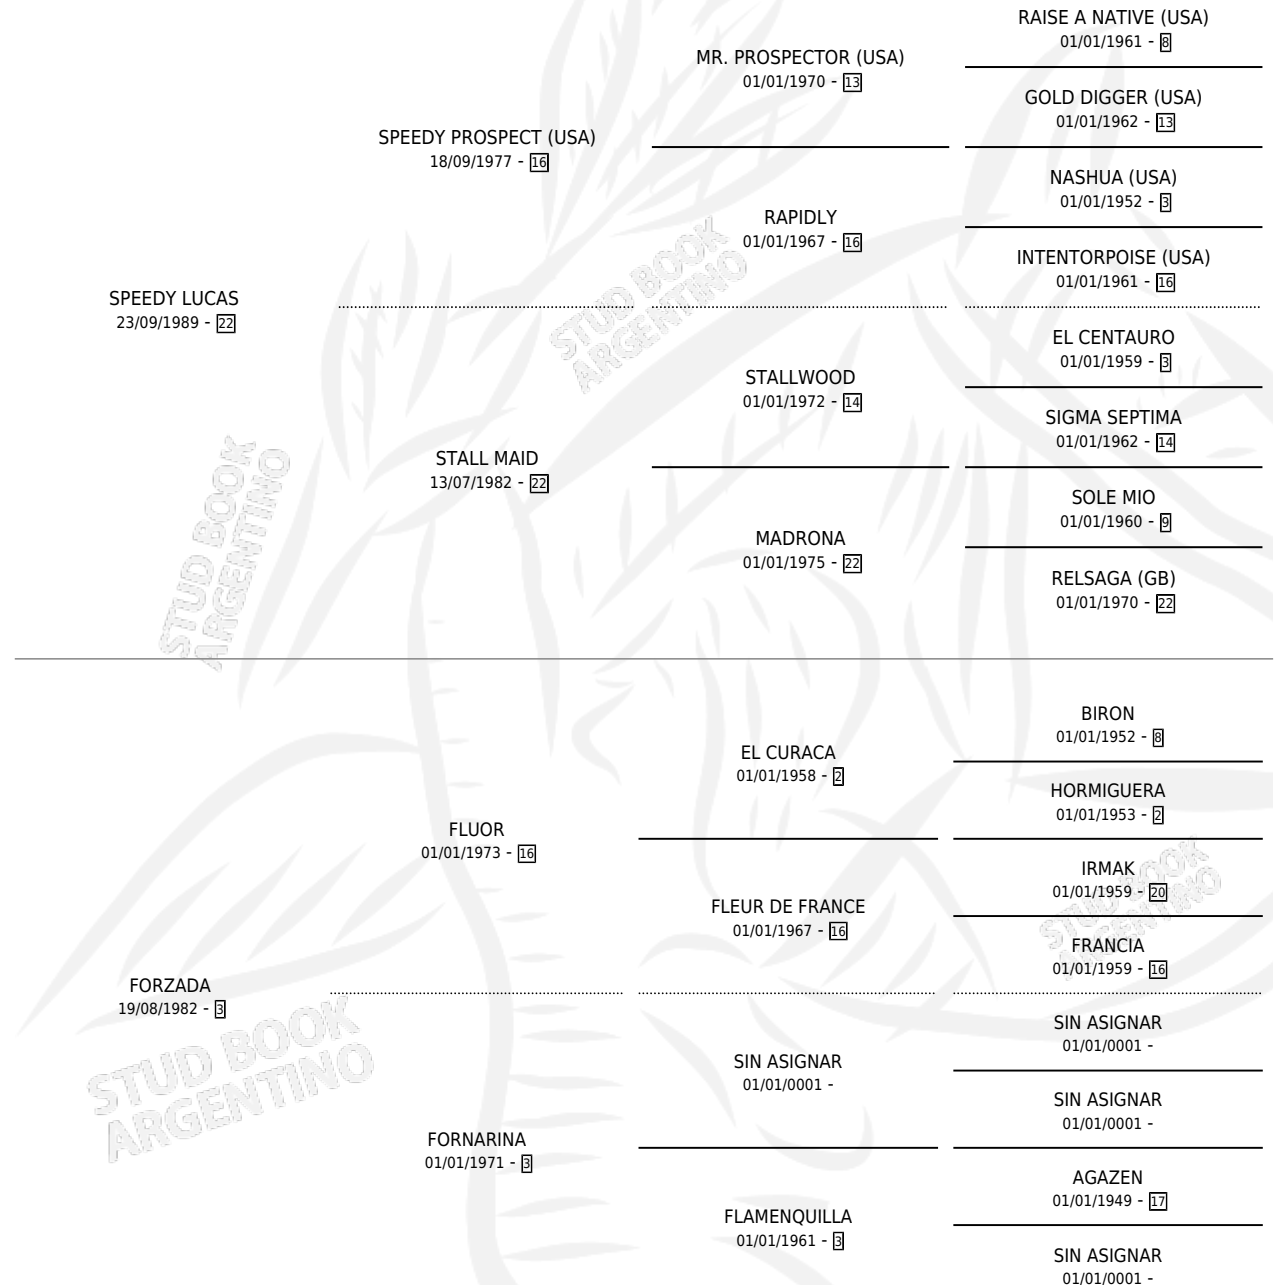 RAISE A NATIVE (USA)
01/01/1961 - 8
MR. PROSPECTOR (USA)
01/01/1970 - 13
GOLD DIGGER (USA)
01/01/1962 - 13
SPEEDY PROSPECT (USA)
18/09/1977 - 16
NASHUA (USA)
01/01/1952 - 3
RAPIDLY
01/01/1967 - 16
INTENTORPOISE (USA)
01/01/1961 - 16
SPEEDY LUCAS
23/09/1989 - 22
STUD BOOK
ARGENTINO
EL CENTAURO
01/01/1959 - 3
STALLWOOD
01/01/1972 - 14
SIGMA SEPTIMA
01/01/1962 - 14
STALL MAID
13/07/1982 - 22
SOLE MIO
01/01/1960 - 9
MADRONA
01/01/1975 - 22
RELSAGA (GB)
01/01/1970 - 22
STUD BOOK
ARGENTINO
BIRON
01/01/1952 - 8
EL CURACA
01/01/1958 - 2
HORMIGUERA
01/01/1953 - 2
FLUOR
01/01/1973 - 16
IRMAK
01/01/1959 - 20
FLEUR DE FRANCE
01/01/1967 - 16
STUD BOOK
ARGENTINO
FRANCIA
01/01/1959 - 16
FORZADA
19/08/1982 - 3
SIN ASIGNAR
01/01/0001 -
SIN ASIGNAR
01/01/0001 -
STUD BOOK
ARGENTINO
SIN ASIGNAR
01/01/0001 -
FORNARINA
01/01/1971 - 3
AGAZEN
01/01/1949 - 17
FLAMENQUILLA
01/01/1961 - 3
SIN ASIGNAR
01/01/0001 -